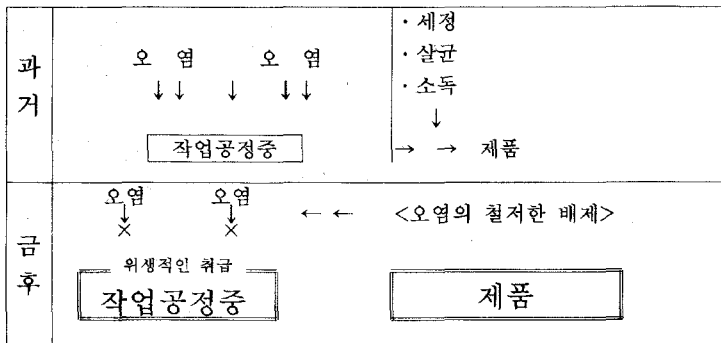 과거
오 염 오 염
↓↓ ↓ ↓↓
작업공정중
· 세정
· 살균
· 소독
↓
→ → 제품
금후
오염 오염
↓ ↓
× ×
← ← <오염의 철저한 배제>
위생적인 취급
작업공정중
제품